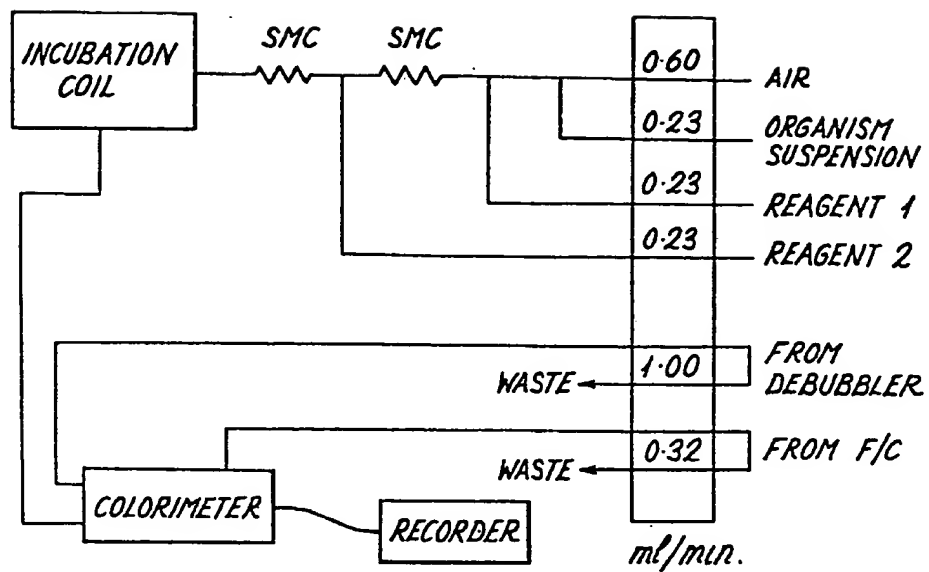 INCUBATION
COIL
SMC
SMC
0·60
AIR
0·23
ORGANISM
SUSPENSION
0·23
REAGENT 1
0·23
REAGENT 2
1·00
FROM
DEBUBBLER
WASTE
0·32
FROM F/C
WASTE
COLORIMETER
RECORDER
ml/min.